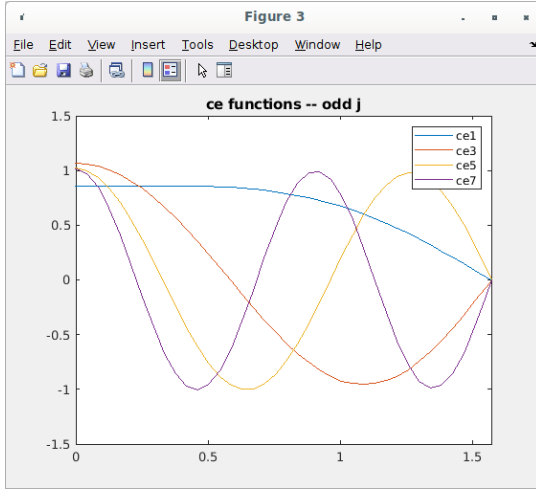 Figure 3
File Edit View Insert Tools Desktop Window Help
ce functions -- odd j
ce1
ce3
ce5
ce7
1.5
1
0.5
0
-0.5
-1
-1.5
0 0.5 1 1.5